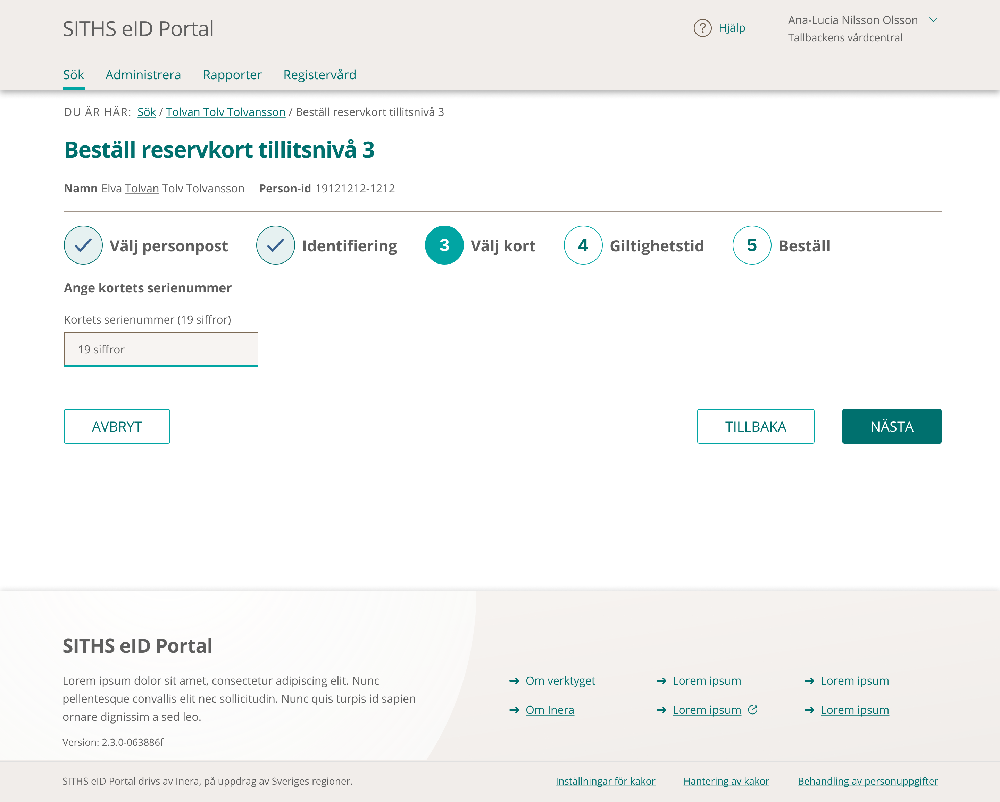 SITHS eID Portal
? Hjälp
Ana-Lucia Nilsson Olsson
Tallbackens vårdcentral
Sök Administrera Rapporter Registervård
DU ÄR HÄR: Sök / Tolvan Tolv Tolvansson / Beställ reservkort tillitsnivå 3
Beställ reservkort tillitsnivå 3
Namn Elva Tolvan Tolv Tolvansson Person-id 19121212-1212
Välj personpost Identifiering 3 Välj kort 4 Giltighetstid 5 Beställ
Ange kortets serienummer
Kortets serienummer (19 siffror)
19 siffror
AVBRYT TILLBAKA NÄSTA
SITHS eID Portal
Lorem ipsum dolor sit amet, consectetur adipiscing elit. Nunc
pellentesque convallis elit nec sollicitudin. Nunc quis turpis id sapien
ornare dignissim a sed leo.
Version: 2.3.0-063886f
Om verktyget Lorem ipsum Lorem ipsum
Om Inera Lorem ipsum Lorem ipsum
SITHS eID Portal drivs av Inera, på uppdrag av Sveriges regioner.
Inställningar för kakor Hantering av kakor Behandling av personuppgifter